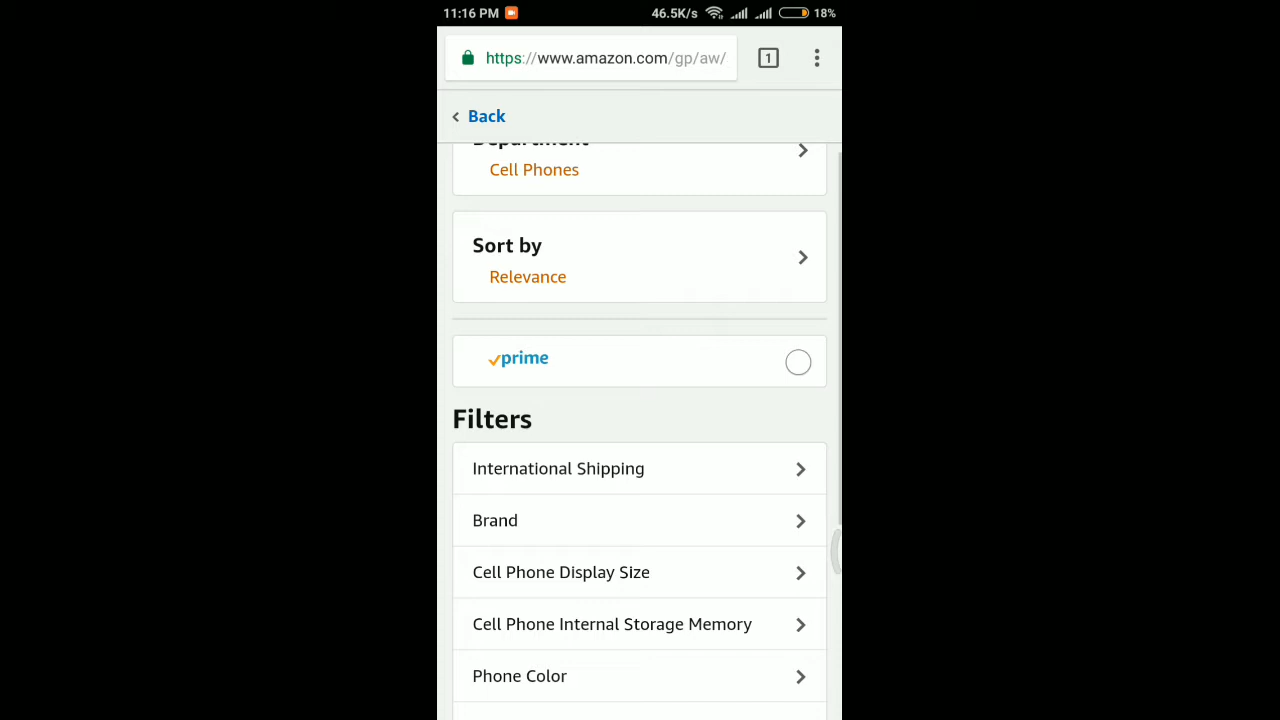 11:16 PM 46.5K/s 18%
https://www.amazon.com/gp/aw/ 1
Back
Department
Cell Phones
Sort by
Relevance
prime
Filters
International Shipping
Brand
Cell Phone Display Size
Cell Phone Internal Storage Memory
Phone Color